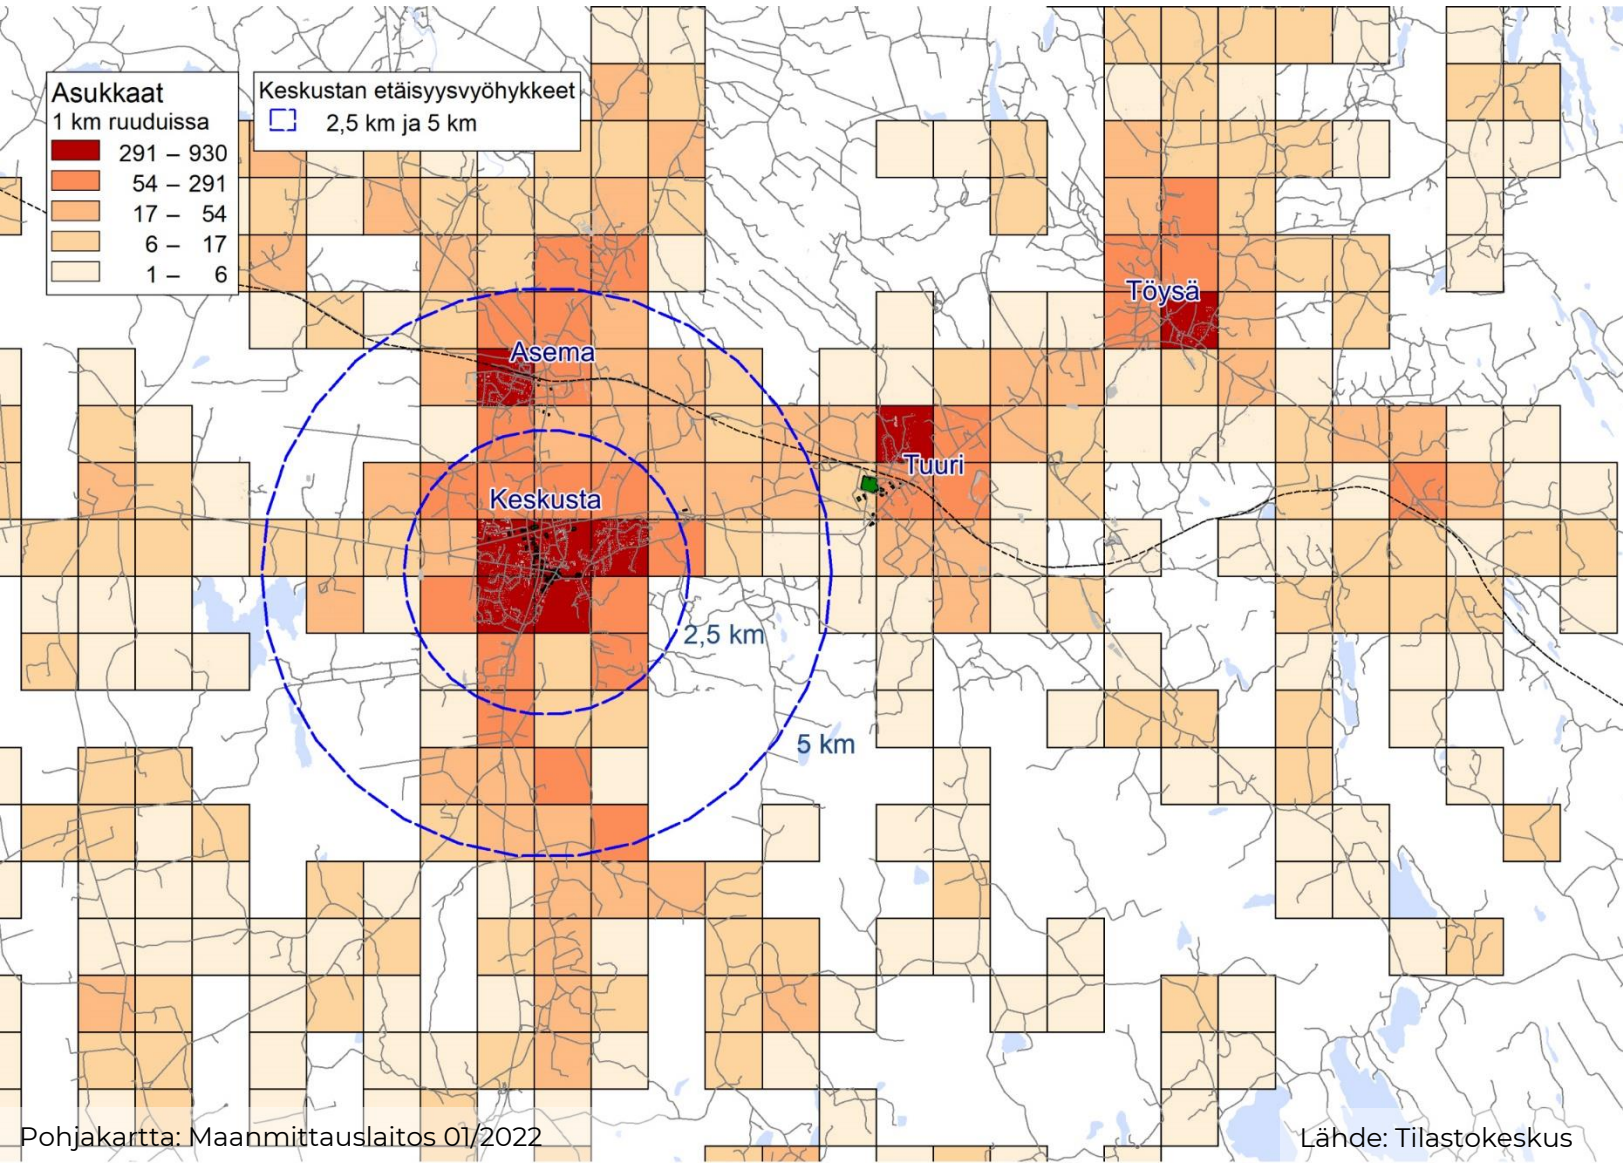 Asukkaat
1 km ruuduissa
291 – 930
54 – 291
17 – 54
6 – 17
1 – 6
Keskustan etäisyysvyöhykkeet
2,5 km ja 5 km
Töysä
Asema
Tuuri
Keskusta
2,5 km
5 km
Pohjakartta: Maanmittauslaitos 01/2022
Lähde: Tilastokeskus